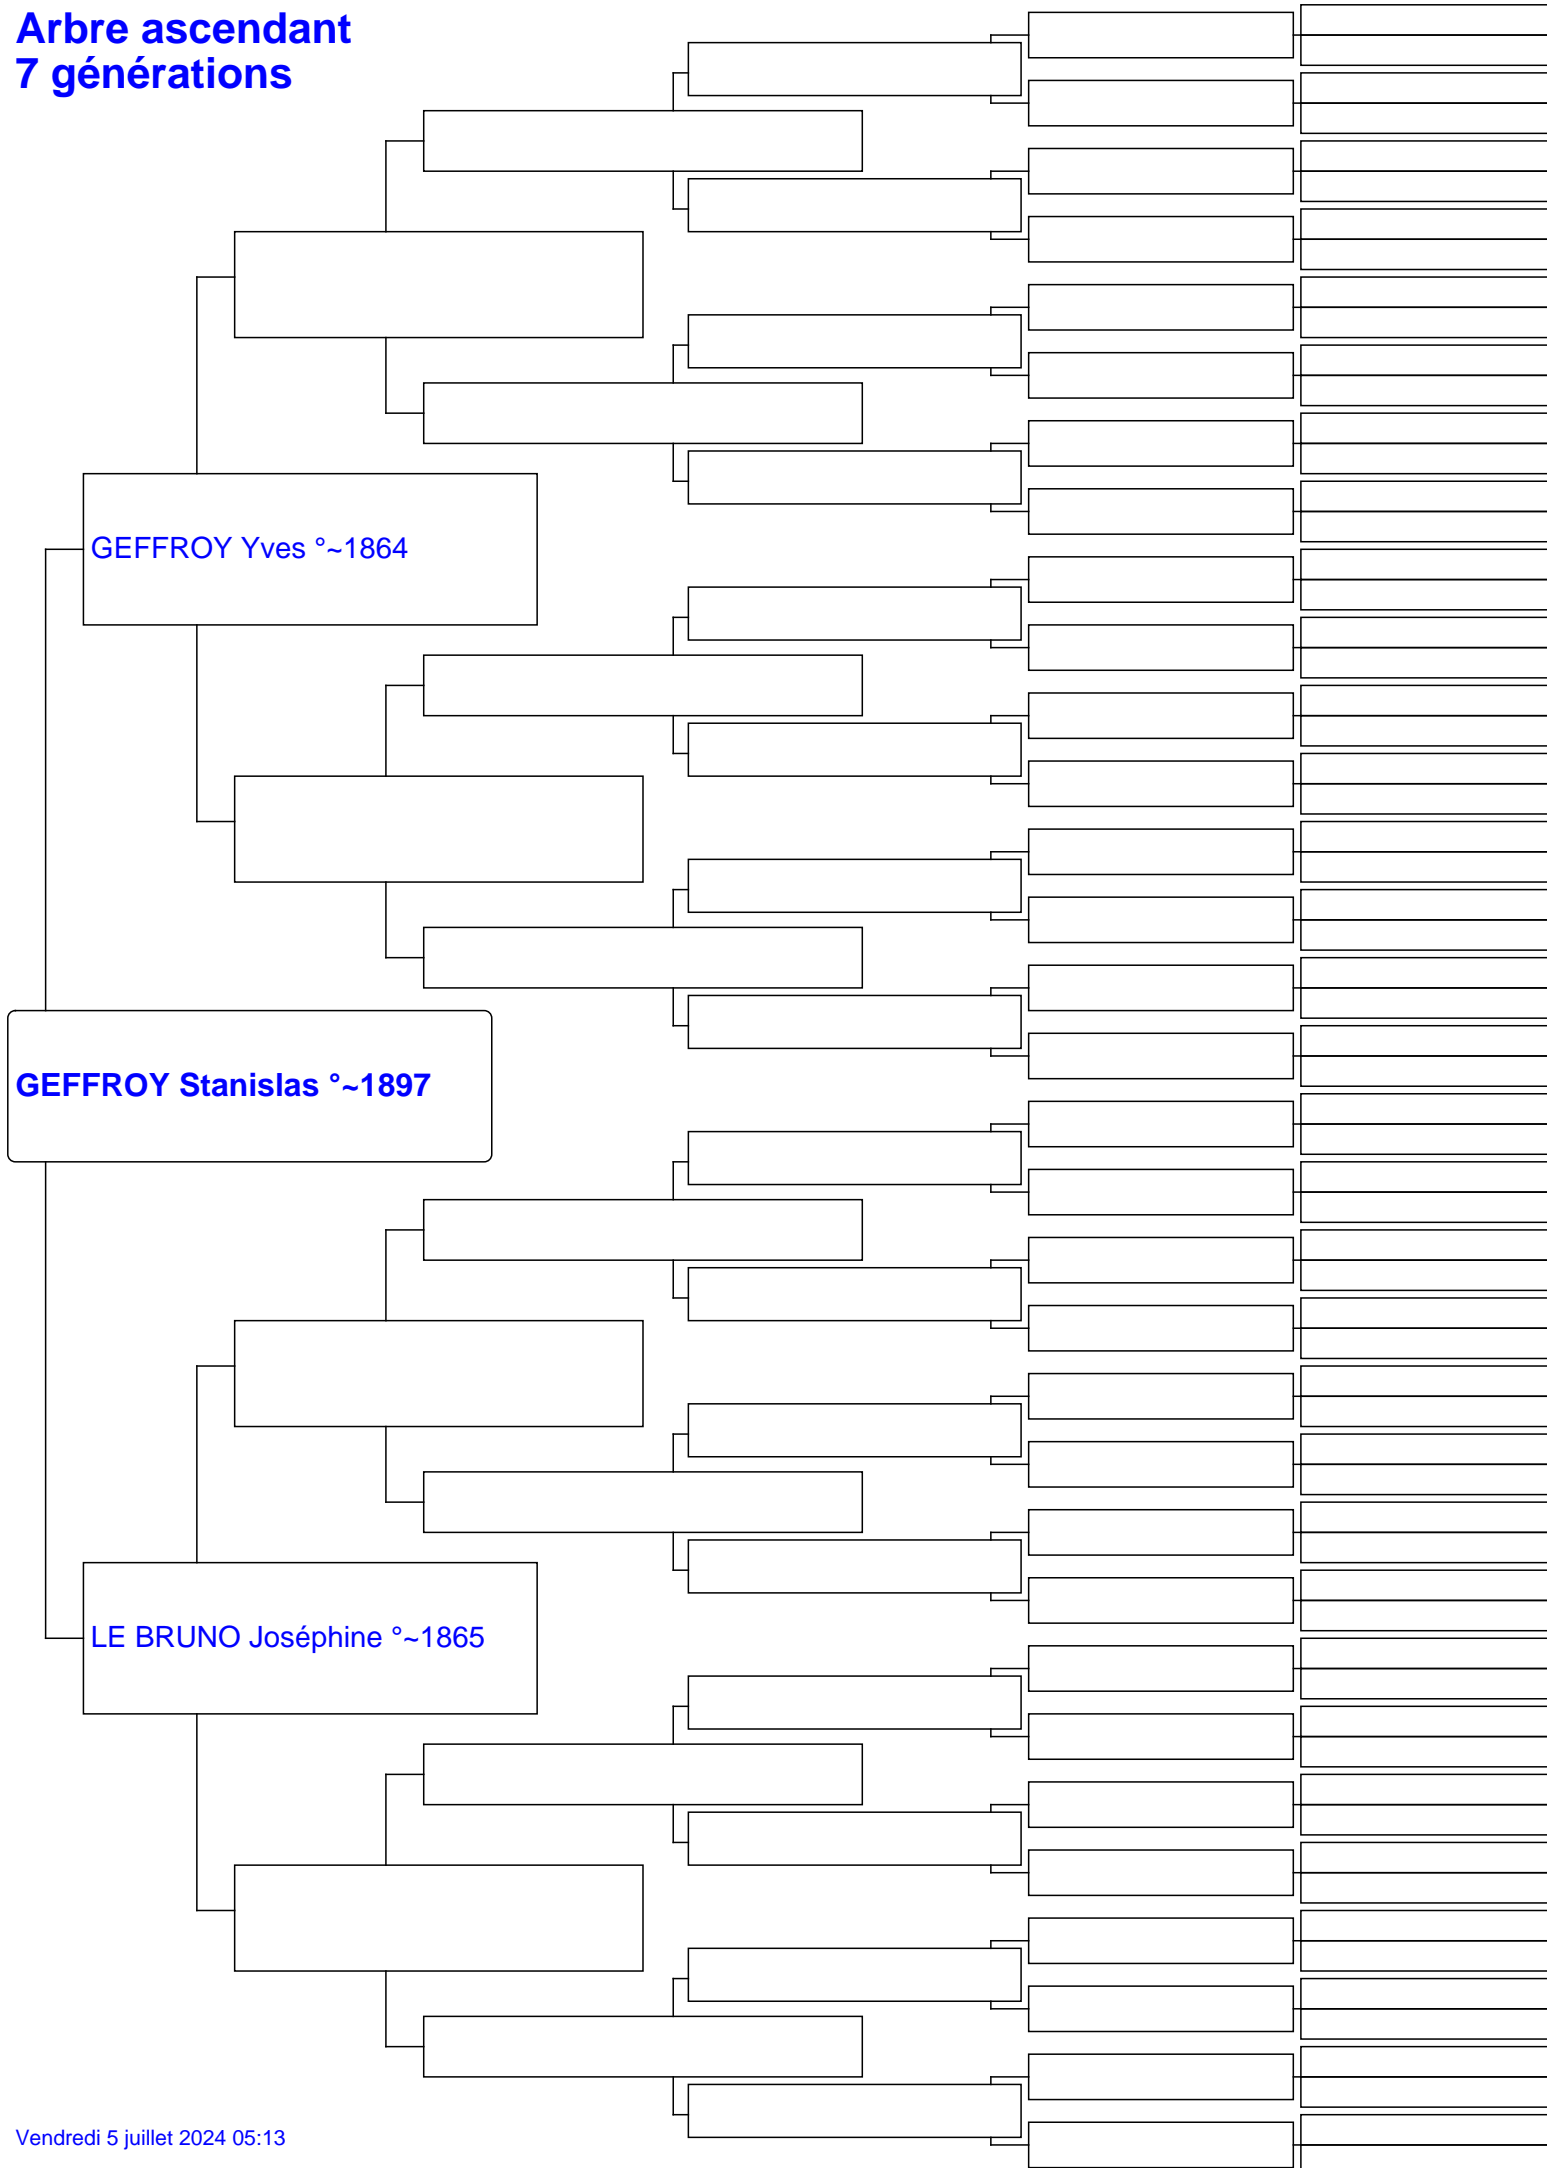 Arbre ascendant
7 générations
GEFFROY Yves °~1864
GEFFROY Stanislas °~1897
LE BRUNO Joséphine °~1865
Vendredi 5 juillet 2024 05:13